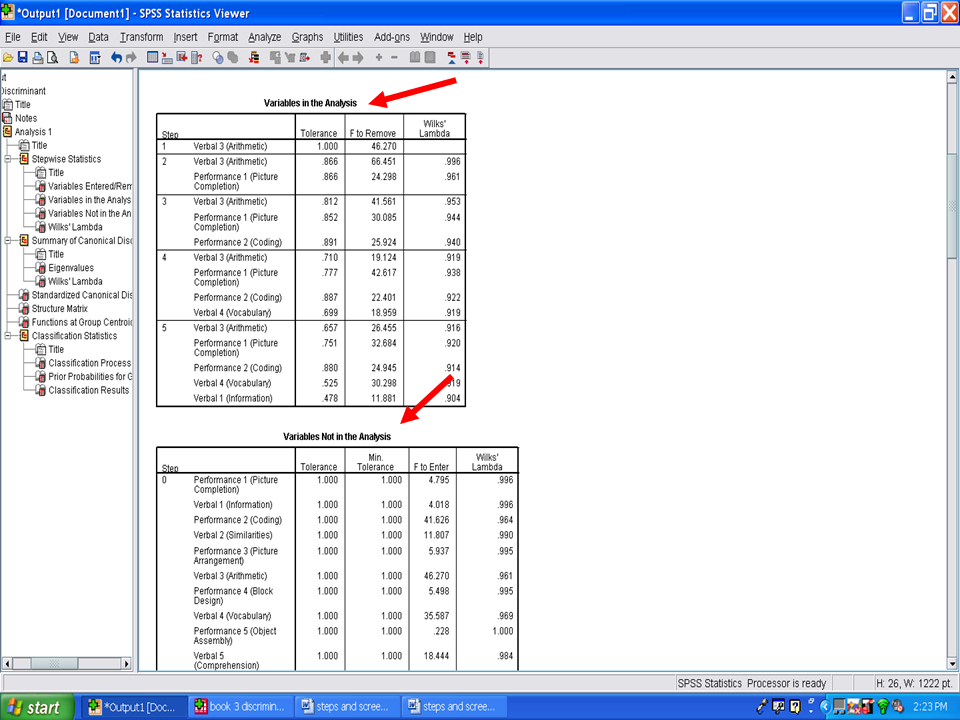 *Output1 [Document1] - SPSS Statistics Viewer
File Edit View Data Transform Insert Format Analyze Graphs Utilities Add-ons Window Help
ut
Discriminant
Title
Notes
Analysis 1
Title
Stepwise Statistics
Title
Variables Entered/Rem
Variables in the Analys
Variables Not in the An
Wilks' Lambda
Summary of Canonical Disc
Title
Eigenvalues
Wilks' Lambda
Standardized Canonical Dis
Structure Matrix
Functions at Group Centroid
Classification Statistics
Title
Classification Process
Prior Probabilities for G
Classification Results
Variables in the Analysis
Wilks'
Step Tolerance F to Remove Lambda
1 Verbal 3 (Arithmetic) 1.000 46.270
2 Verbal 3 (Arithmetic) .866 66.451 .996
Performance 1 (Picture .866 24.298 .961
Completion)
3 Verbal 3 (Arithmetic) .812 41.561 .953
Performance 1 (Picture .852 30.085 .944
Completion)
Performance 2 (Coding) .891 25.924 .940
4 Verbal 3 (Arithmetic) .710 19.124 .919
Performance 1 (Picture .777 42.617 .938
Completion)
Performance 2 (Coding) .887 22.401 .922
Verbal 4 (Vocabulary) .699 18.959 .919
5 Verbal 3 (Arithmetic) .657 26.455 .916
Performance 1 (Picture .751 32.684 .920
Completion)
Performance 2 (Coding) .880 24.945 .914
Verbal 4 (Vocabulary) .525 30.298
Verbal 1 (Information) .478 11.881 .904
Variables Not in the Analysis
Min. Wilks'
Step Tolerance Tolerance F to Enter Lambda
0 Performance 1 (Picture 1.000 1.000 4.795 .996
Completion)
Verbal 1 (Information) 1.000 1.000 4.018 .996
Performance 2 (Coding) 1.000 1.000 41.626 .964
Verbal 2 (Similarities) 1.000 1.000 11.807 .990
Performance 3 (Picture 1.000 1.000 5.937 .995
Arrangement)
Verbal 3 (Arithmetic) 1.000 1.000 46.270 .961
Performance 4 (Block 1.000 1.000 5.498 .995
Design)
Verbal 4 (Vocabulary) 1.000 1.000 35.587 .969
Performance 5 (Object 1.000 1.000 .228 1.000
Assembly)
Verbal 5 1.000 1.000 18.444 .984
(Comprehension)
SPSS Statistics Processor is ready H: 26, W: 1222 pt.
start *Output1 [Doc... book 3 discrimin... steps and scree... steps and scree... 2:23 PM